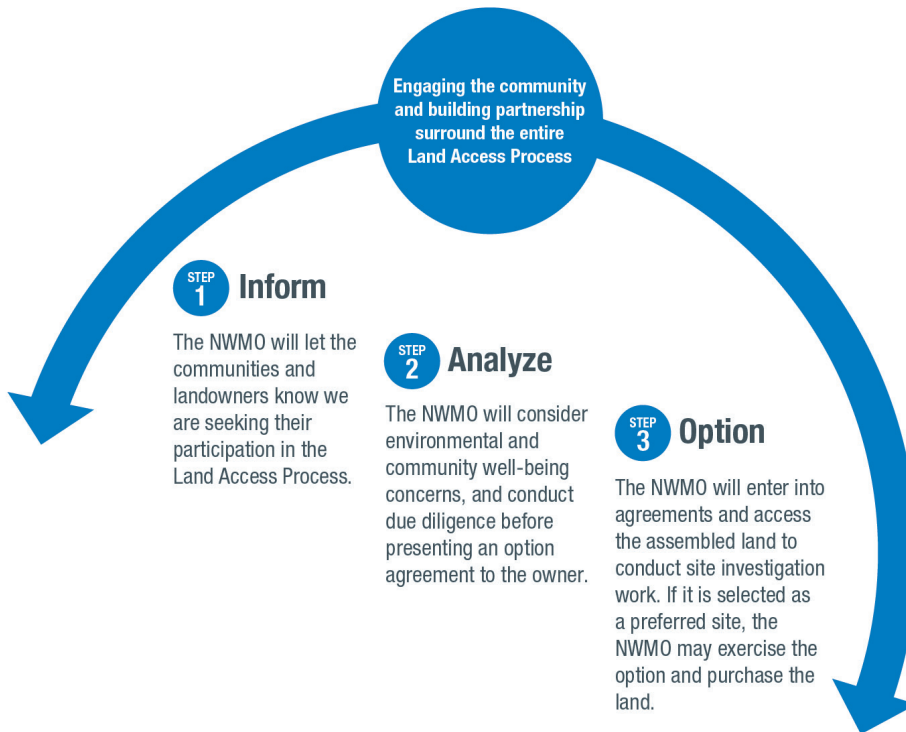 Engaging the community
and building partnership
surround the entire
Land Access Process
STEP
1
Inform
The NWMO will let the
communities and
landowners know we
are seeking their
participation in the
Land Access Process.
STEP
2
Analyze
The NWMO will consider
environmental and
community well-being
concerns, and conduct
due diligence before
presenting an option
agreement to the owner.
STEP
3
Option
The NWMO will enter into
agreements and access
the assembled land to
conduct site investigation
work. If it is selected as
a preferred site, the
NWMO may exercise the
option and purchase the
land.